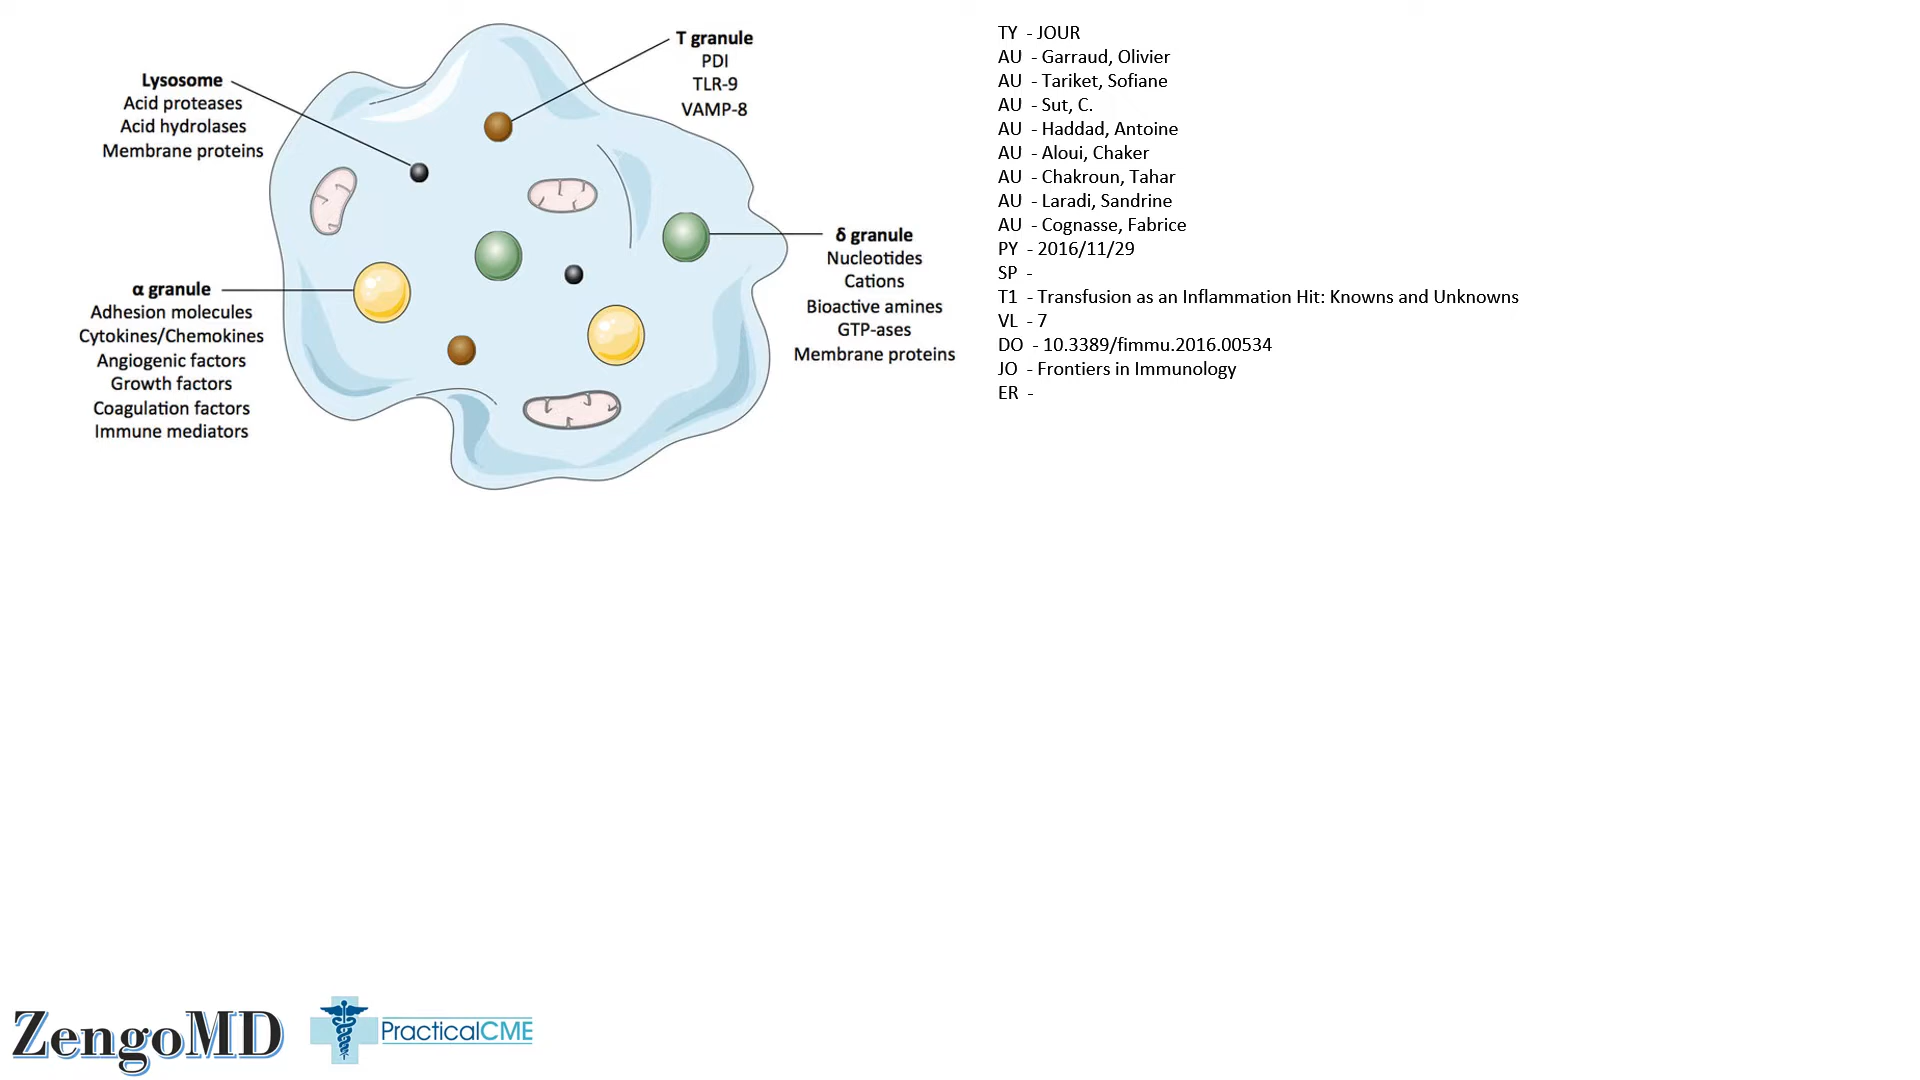 T granule
PDI
TLR-9
VAMP-8
Lysosome
Acid proteases
Acid hydrolases
Membrane proteins
δ granule
Nucleotides
Cations
Bioactive amines
GTP-ases
Membrane proteins
α granule
Adhesion molecules
Cytokines/Chemokines
Angiogenic factors
Growth factors
Coagulation factors
Immune mediators
TY - JOUR
AU - Garraud, Olivier
AU - Tariket, Sofiane
AU - Sut, C.
AU - Haddad, Antoine
AU - Aloui, Chaker
AU - Chakroun, Tahar
AU - Laradi, Sandrine
AU - Cognasse, Fabrice
PY - 2016/11/29
SP -
T1 - Transfusion as an Inflammation Hit: Knowns and Unknowns
VL - 7
DO - 10.3389/fimmu.2016.00534
JO - Frontiers in Immunology
ER -
ZengoMD
PracticalCME